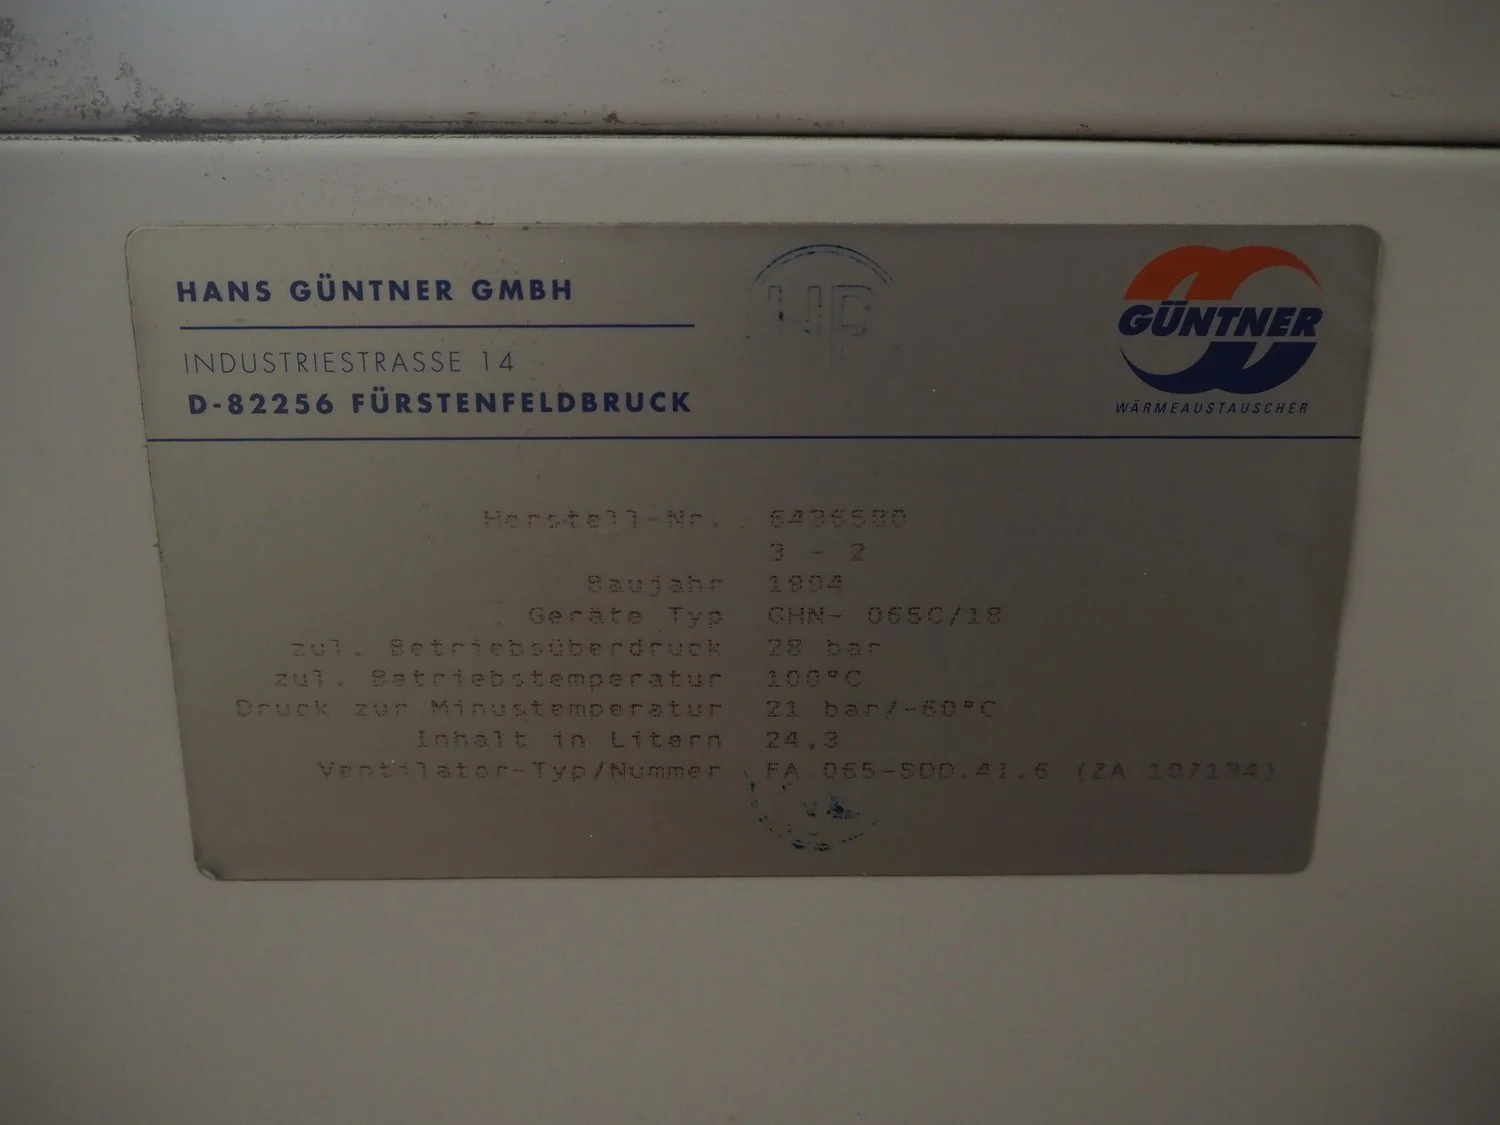 HANS GÜNTNER GMBH
INDUSTRIESTRASSE 14
D-82256 FÜRSTENFELDBRUCK
GÜNTNER
WÄRMEAUSTAUSCHER
Herstell-Nr. 6436580
3 - 2
Baujahr 1994
Geräte Typ GHN- 065C/18
zul. Betriebsüberdruck 28 bar
zul. Betriebstemperatur 100°C
Druck zur Minustemperatur 21 bar/-60°C
Inhalt in Litern 24,3
Ventilator-Typ/Nummer FA 065-SDD.4I.6 (ZA 107134)